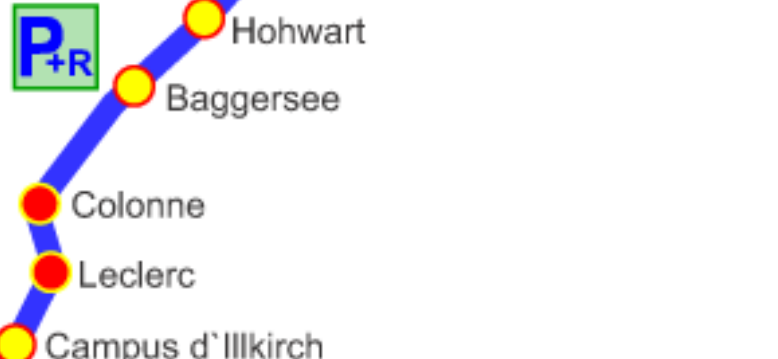 P+R
Hohwart
Baggersee
Colonne
Leclerc
Campus d`Illkirch